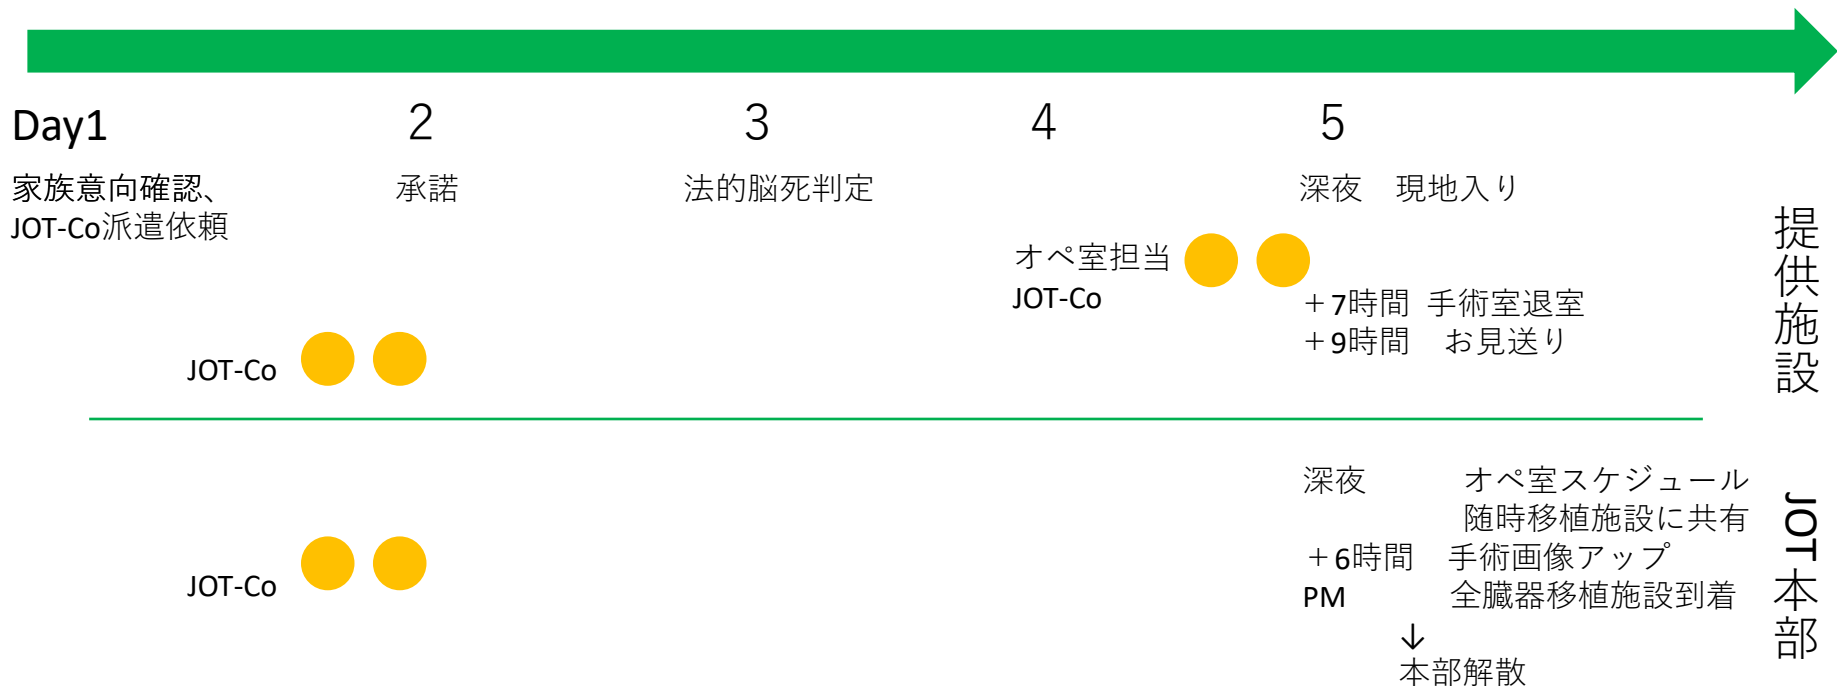 Day1
2
3
4
5
家族意向確認、
JOT-Co派遣依頼
承諾
法的脳死判定
深夜　現地入り
オペ室担当
JOT-Co
＋7時間 手術室退室
＋9時間　お見送り
JOT-Co
提供施設
深夜　オペ室スケジュール
随時移植施設に共有
＋6時間　手術画像アップ
PM　全臓器移植施設到着
↓
本部解散
JOT-Co
JOT本部